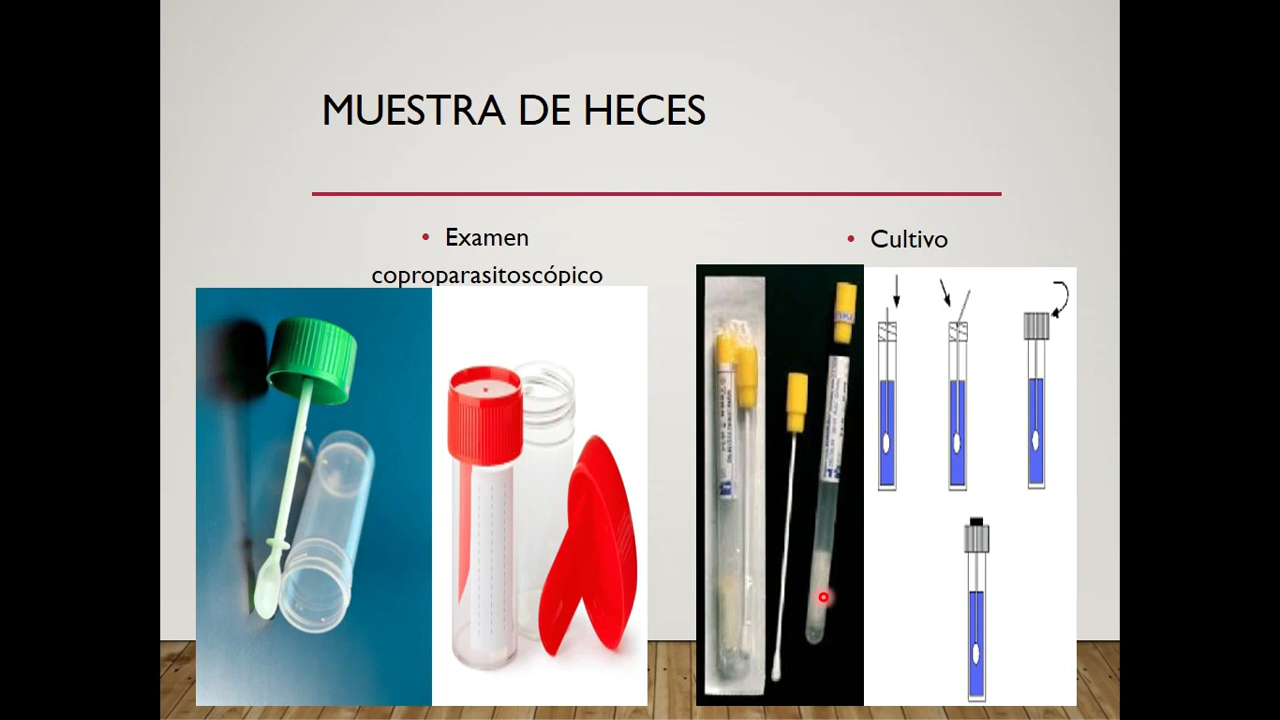 MUESTRA DE HECES
• Examen
coproparasitoscópico
• Cultivo